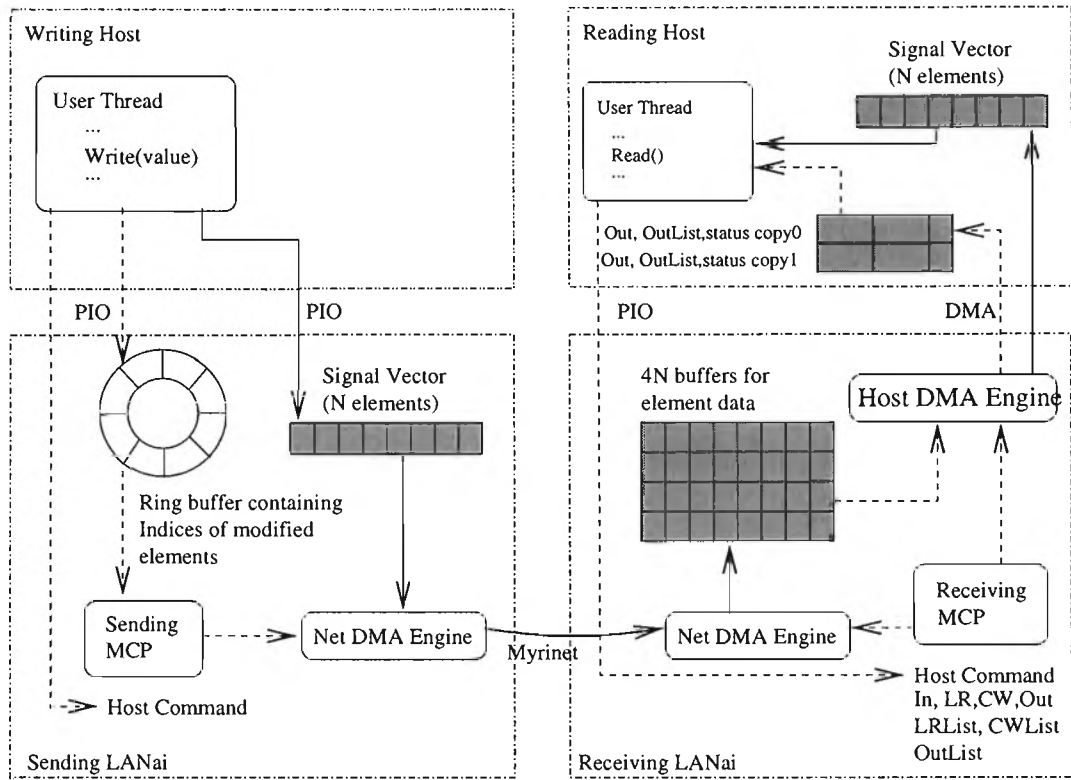 Writing Host
User Thread
...
Write(value)
...
PIO
PIO
Reading Host
Signal Vector
(N elements)
User Thread
...
Read()
...
Out, OutList,status copy0
Out, OutList,status copy1
PIO
DMA
Signal Vector
(N elements)
Ring buffer containing
Indices of modified
elements
Sending
MCP
Net DMA Engine
Host Command
Sending LANai
Myrinet
4N buffers for
element data
Host DMA Engine
Receiving
MCP
Net DMA Engine
Host Command
In, LR,CW,Out
LRList, CWList
OutList
Receiving LANai